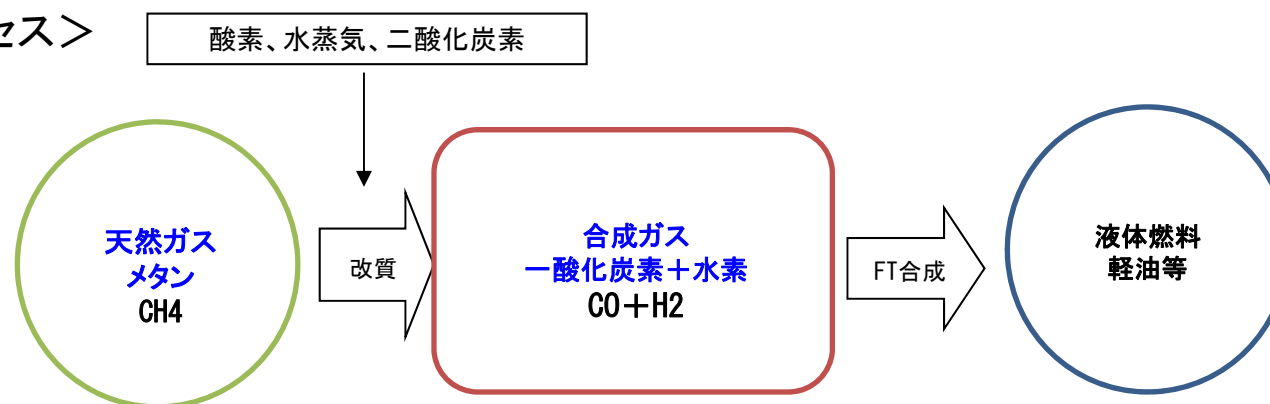 セス＞
酸素、水蒸気、二酸化炭素
天然ガス
メタン
CH4
改質
合成ガス
一酸化炭素＋水素
CO＋H2
FT合成
液体燃料
軽油等